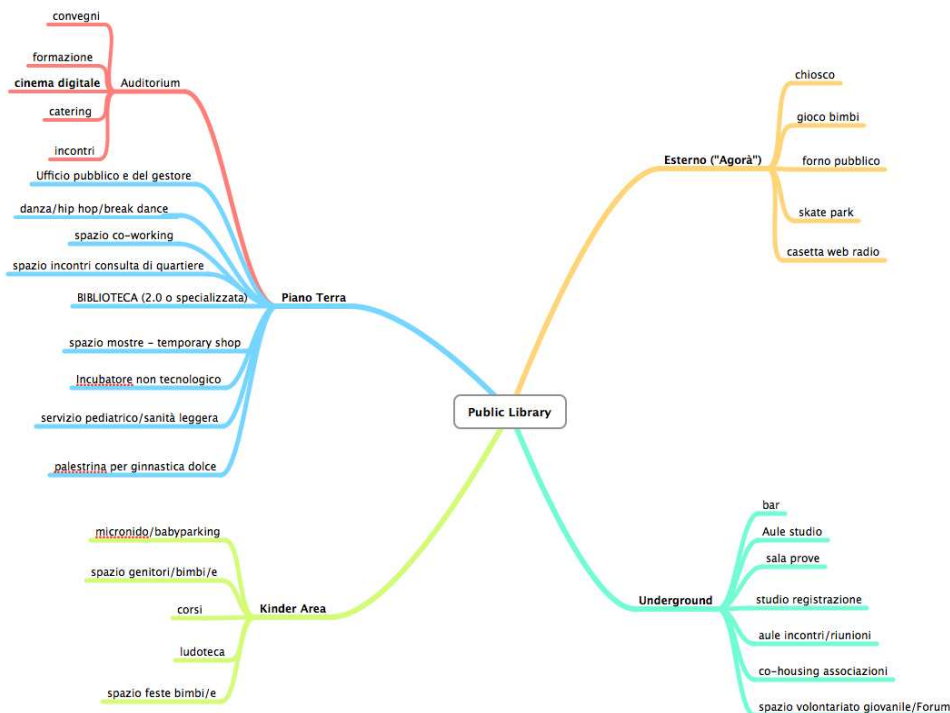 convegni
formazione
cinema digitale
catering
incontri
Auditorium
Ufficio pubblico e del gestore
danza/hip hop/break dance
spazio co-working
spazio incontri consulta di quartiere
BIBLIOTECA (2.0 o specializzata)
spazio mostre - temporary shop
Incubatore non tecnologico
servizio pediatrico/sanità leggera
palestrina per ginnastica dolce
Piano Terra
micronido/babyparking
spazio genitori/bimbi/e
corsi
ludoteca
spazio feste bimbi/e
Kinder Area
Public Library
Esterno ("Agorà")
chiosco
gioco bimbi
forno pubblico
skate park
casetta web radio
Underground
bar
Aule studio
sala prove
studio registrazione
aule incontri/riunioni
co-housing associazioni
spazio volontariato giovanile/Forum